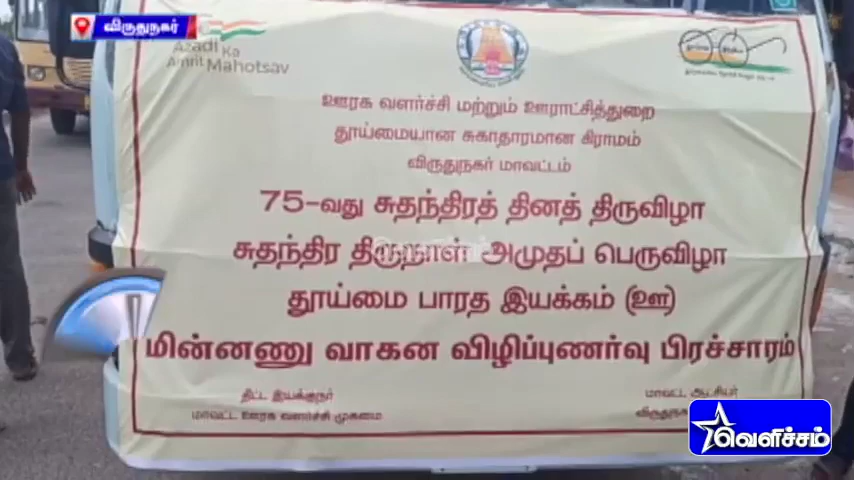 விருதுநகர்
Azadi Ka
Amrit Mahotsav
ஊரக வளர்ச்சி மற்றும் ஊராட்சித்துறை
தூய்மையான சுகாதாரமான கிராமம்
விருதுநகர் மாவட்டம்
75-வது சுதந்திரத் தினத் திருவிழா
சுதந்திர திருநாள் அமுதப் பெருவிழா
தூய்மை பாரத இயக்கம் (ஊ)
மின்னணு வாகன விழிப்புணர்வு பிரச்சாரம்
திட்ட இயக்குநர்
மாவட்ட ஊரக வளர்ச்சி முகமை
மாவட்ட ஆட்சியர்
வெளிச்சம்